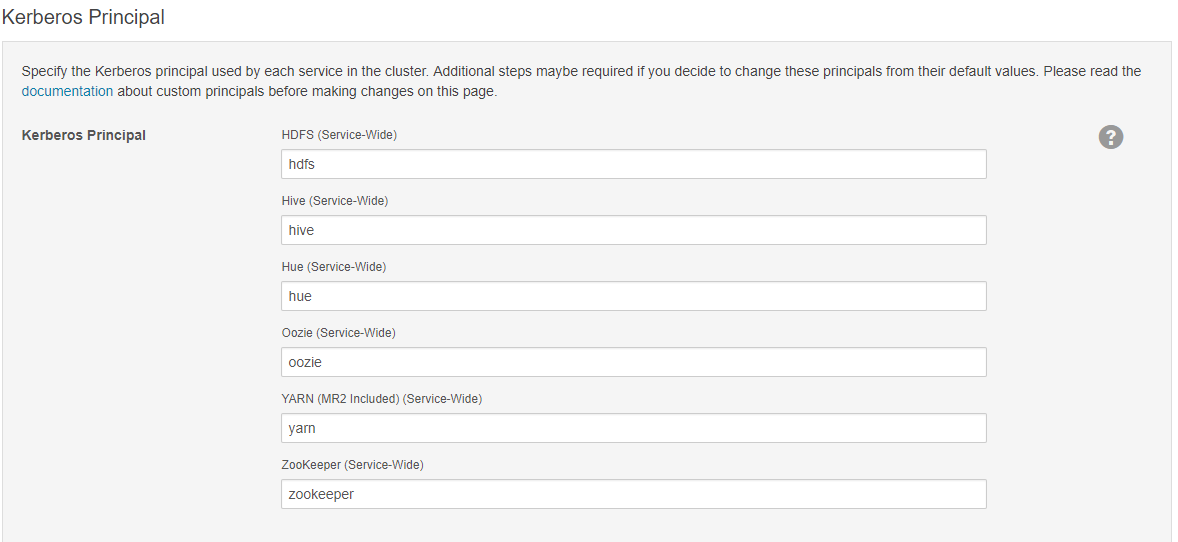 Kerberos Principal
Specify the Kerberos principal used by each service in the cluster. Additional steps maybe required if you decide to change these principals from their default values. Please read the
documentation about custom principals before making changes on this page.
Kerberos Principal
HDFS (Service-Wide)
?
hdfs
Hive (Service-Wide)
hive
Hue (Service-Wide)
hue
Oozie (Service-Wide)
oozie
YARN (MR2 Included) (Service-Wide)
yarn
ZooKeeper (Service-Wide)
zookeeper